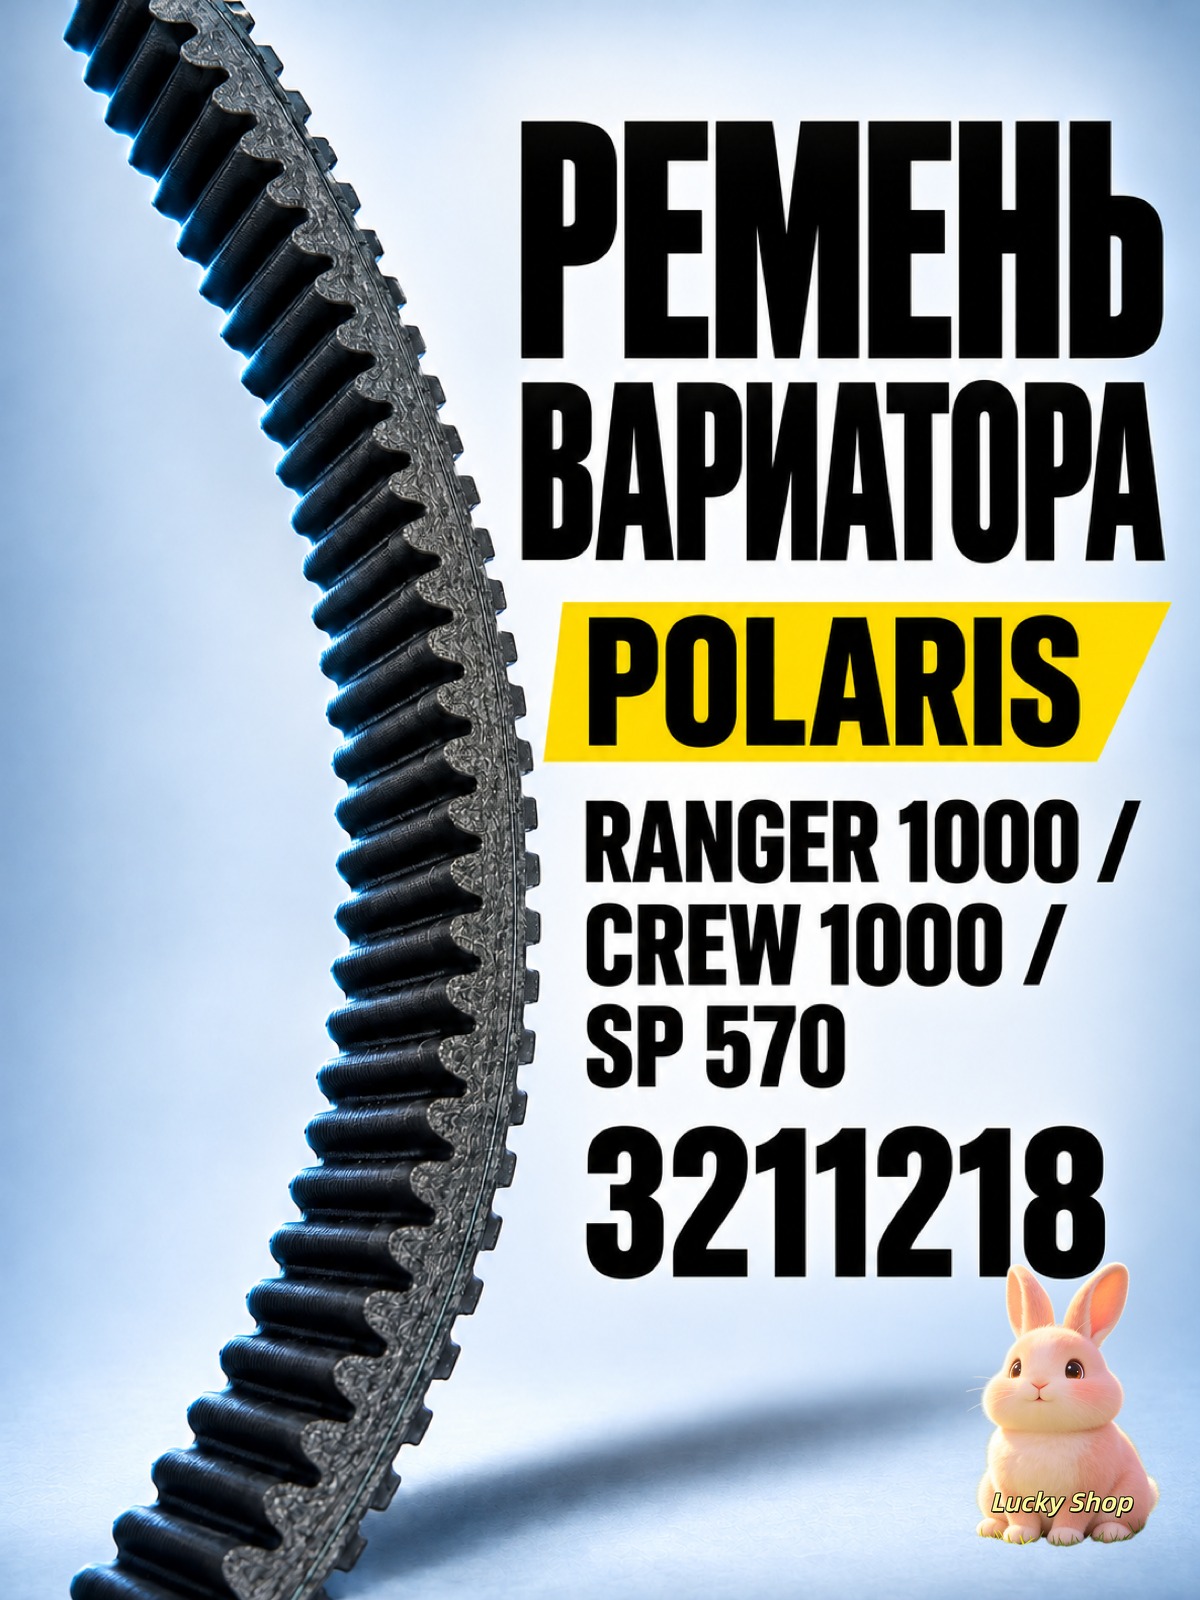 РЕМЕНЬ
ВАРИАТОРА
POLARIS
RANGER 1000 /
CREW 1000 /
SP 570
3211218
Lucky Shop